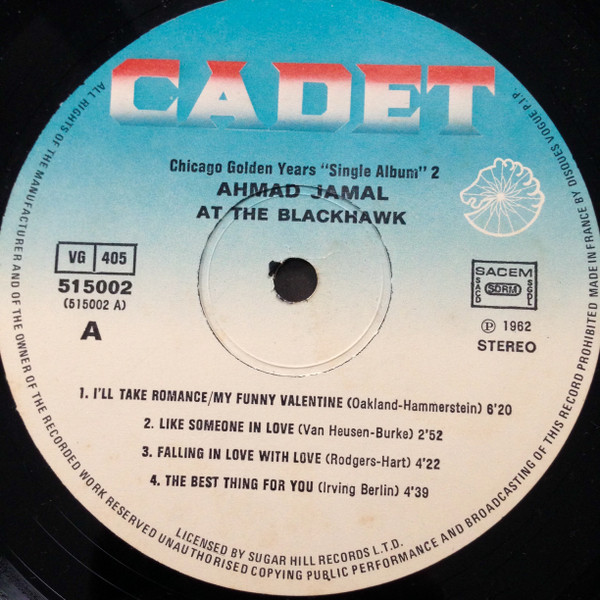 CADET
Chicago Golden Years "Single Album" 2
AHMAD JAMAL
AT THE BLACKHAWK
VG 405
515002
(515002 A)
A
SACEM
SACD SDRM SGDL
Ⓟ 1962
STEREO
1. I'LL TAKE ROMANCE/MY FUNNY VALENTINE (Oakland-Hammerstein) 6'20
2. LIKE SOMEONE IN LOVE (Van Heusen-Burke) 2'52
3. FALLING IN LOVE WITH LOVE (Rodgers-Hart) 4'22
4. THE BEST THING FOR YOU (Irving Berlin) 4'39
LICENSED BY SUGAR HILL RECORDS L.T.D.
ALL RIGHTS OF THE MANUFACTURER AND OF THE OWNER OF THE RECORDED WORK RESERVED UNAUTHORISED COPYING PUBLIC PERFORMANCE AND BROADCASTING OF THIS RECORD PROHIBITED MADE IN FRANCE BY DISQUES VOGUE P.I.P.